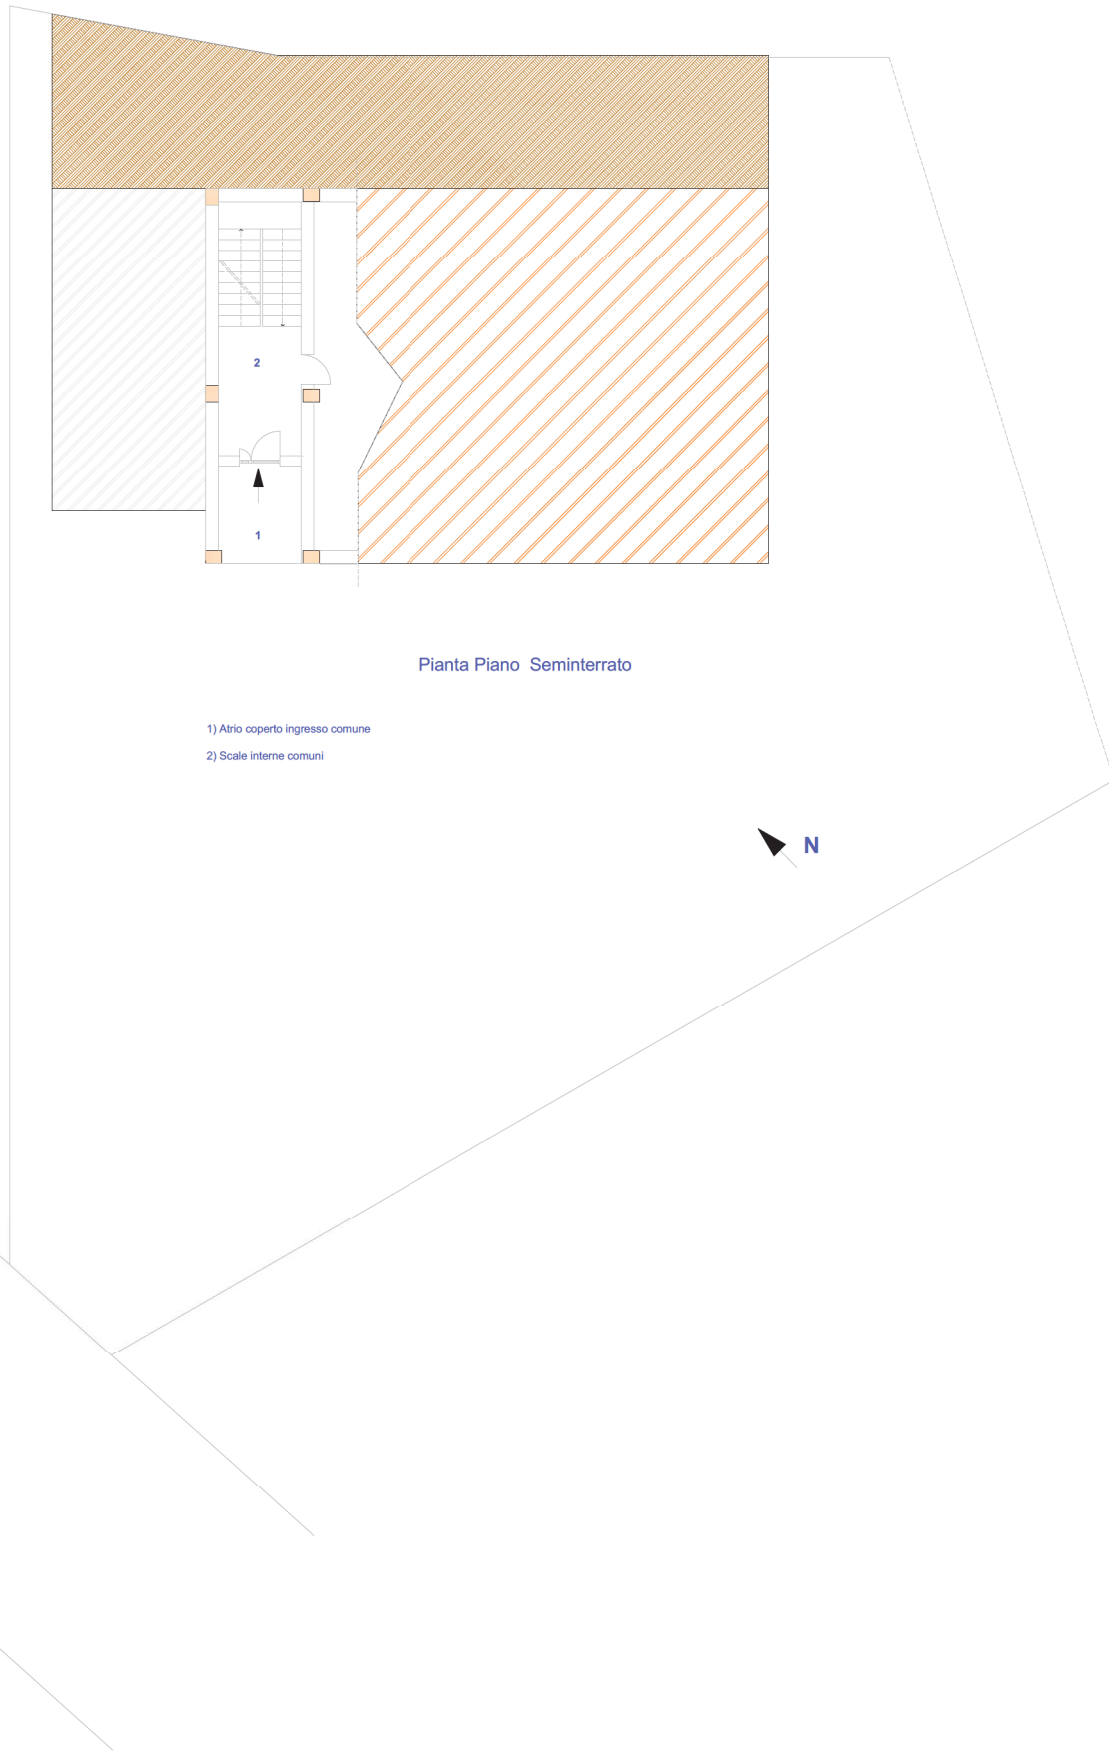 2
1
Pianta Piano Seminterrato
1) Atrio coperto ingresso comune
2) Scale interne comuni
N